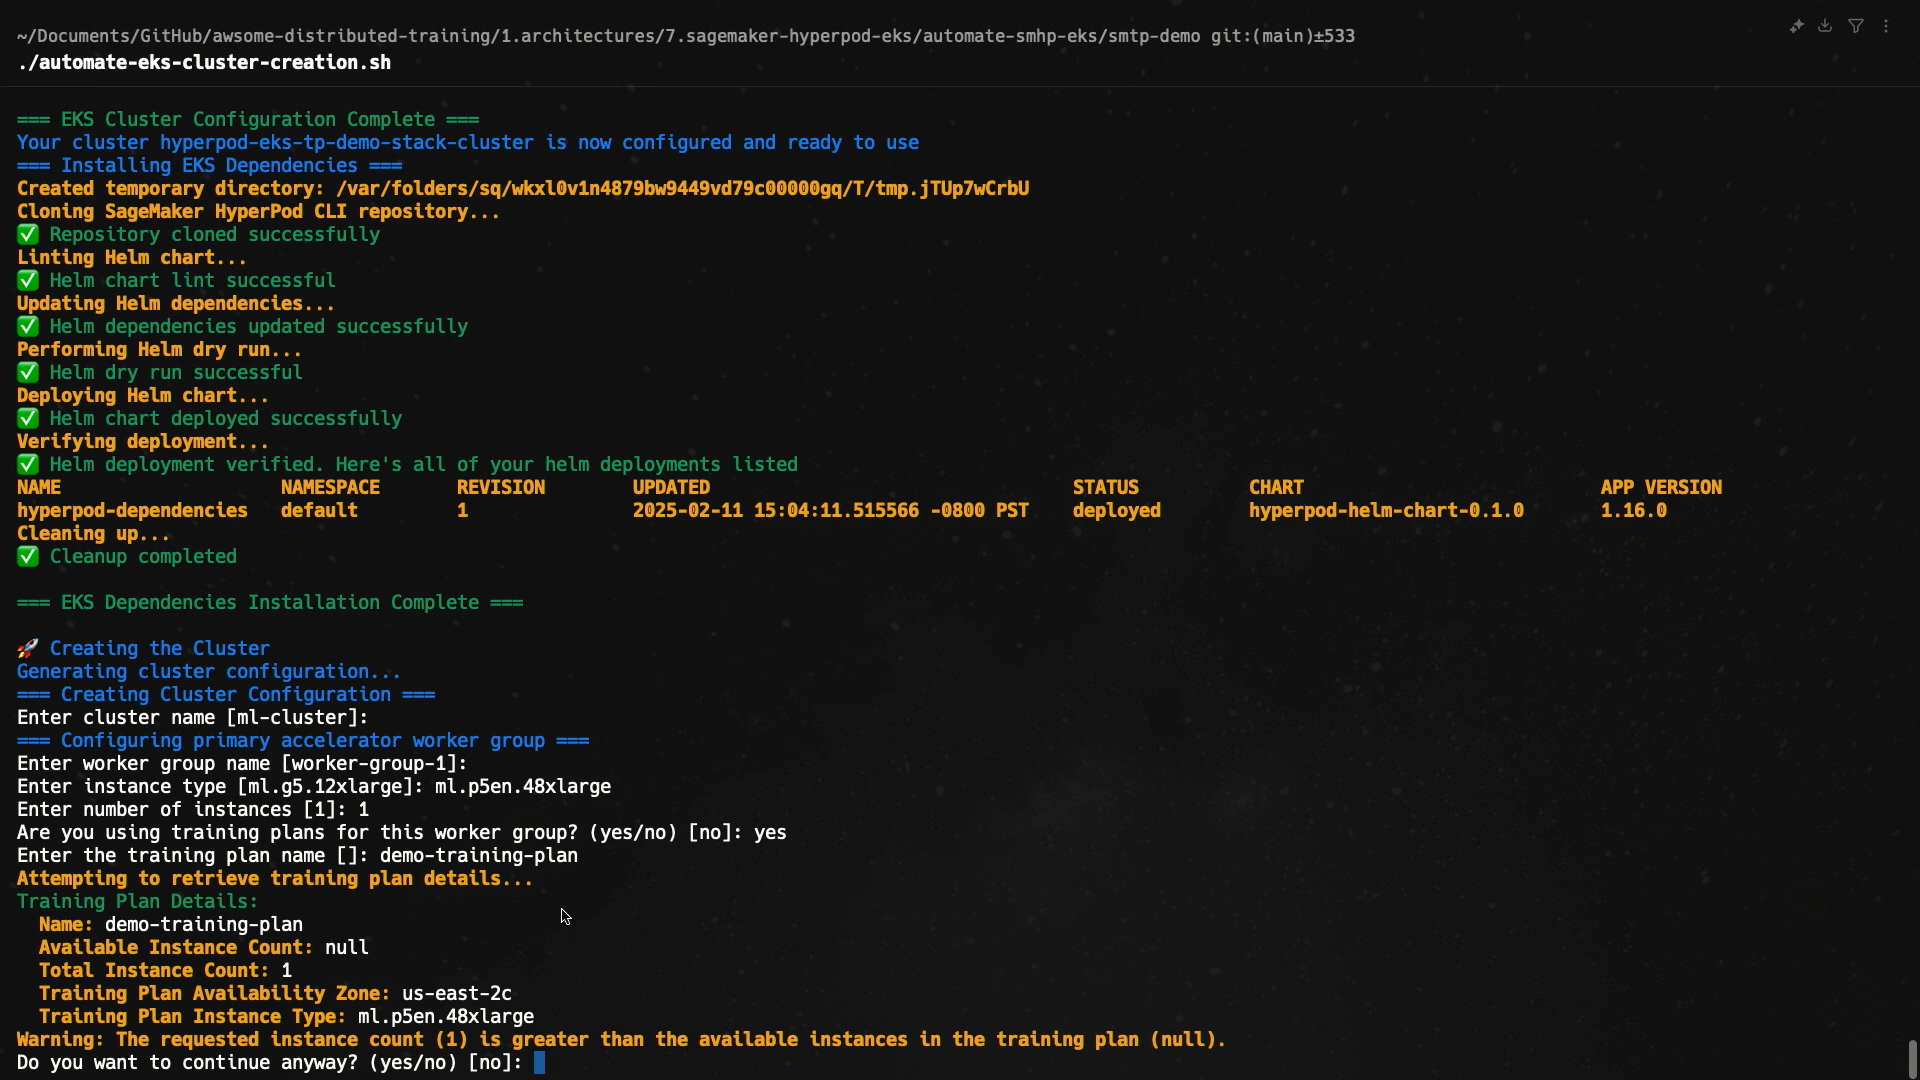 ~/Documents/GitHub/awsome-distributed-training/1.architectures/7.sagemaker-hyperpod-eks/automate-smhp-eks/smtp-demo git:(main)±533
./automate-eks-cluster-creation.sh
=== EKS Cluster Configuration Complete ===
Your cluster hyperpod-eks-tp-demo-stack-cluster is now configured and ready to use
=== Installing EKS Dependencies ===
Created temporary directory: /var/folders/sq/wkxl0v1n4879bw9449vd79c00000gq/T/tmp.jTUp7wCrbU
Cloning SageMaker HyperPod CLI repository...
✅ Repository cloned successfully
Linting Helm chart...
✅ Helm chart lint successful
Updating Helm dependencies...
✅ Helm dependencies updated successfully
Performing Helm dry run...
✅ Helm dry run successful
Deploying Helm chart...
✅ Helm chart deployed successfully
Verifying deployment...
✅ Helm deployment verified. Here's all of your helm deployments listed
NAME NAMESPACE REVISION UPDATED STATUS CHART APP VERSION
hyperpod-dependencies default 1 2025-02-11 15:04:11.515566 -0800 PST deployed hyperpod-helm-chart-0.1.0 1.16.0
Cleaning up...
✅ Cleanup completed
=== EKS Dependencies Installation Complete ===
🚀 Creating the Cluster
Generating cluster configuration...
=== Creating Cluster Configuration ===
Enter cluster name [ml-cluster]:
=== Configuring primary accelerator worker group ===
Enter worker group name [worker-group-1]:
Enter instance type [ml.g5.12xlarge]: ml.p5en.48xlarge
Enter number of instances [1]: 1
Are you using training plans for this worker group? (yes/no) [no]: yes
Enter the training plan name []: demo-training-plan
Attempting to retrieve training plan details...
Training Plan Details:
Name: demo-training-plan
Available Instance Count: null
Total Instance Count: 1
Training Plan Availability Zone: us-east-2c
Training Plan Instance Type: ml.p5en.48xlarge
Warning: The requested instance count (1) is greater than the available instances in the training plan (null).
Do you want to continue anyway? (yes/no) [no]: